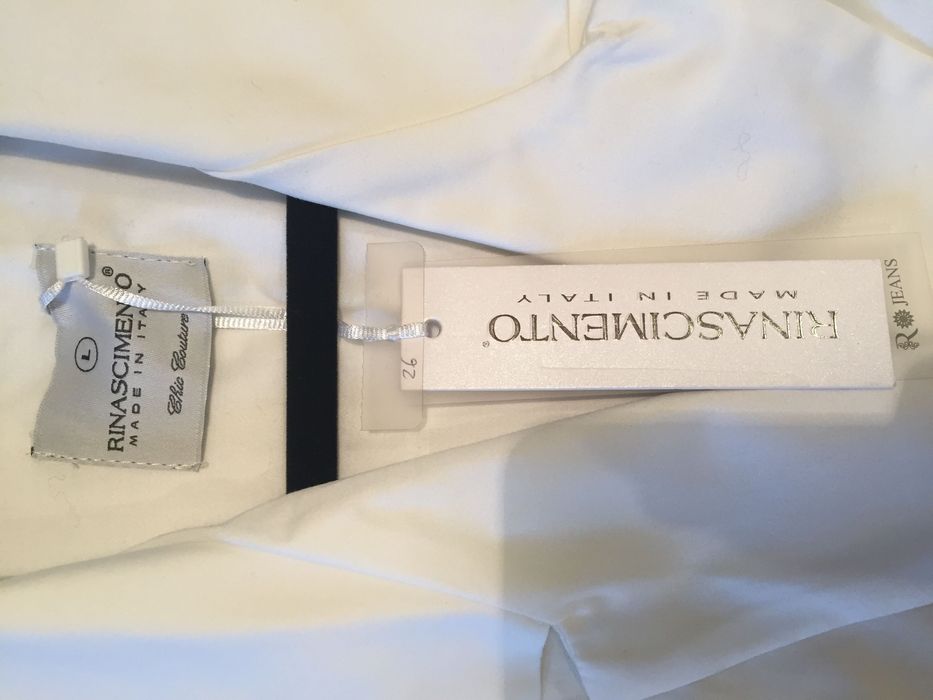 L
RINASCIMENTO®
MADE IN ITALY
Chic Couture
26
RINASCIMENTO®
MADE IN ITALY
R JEANS